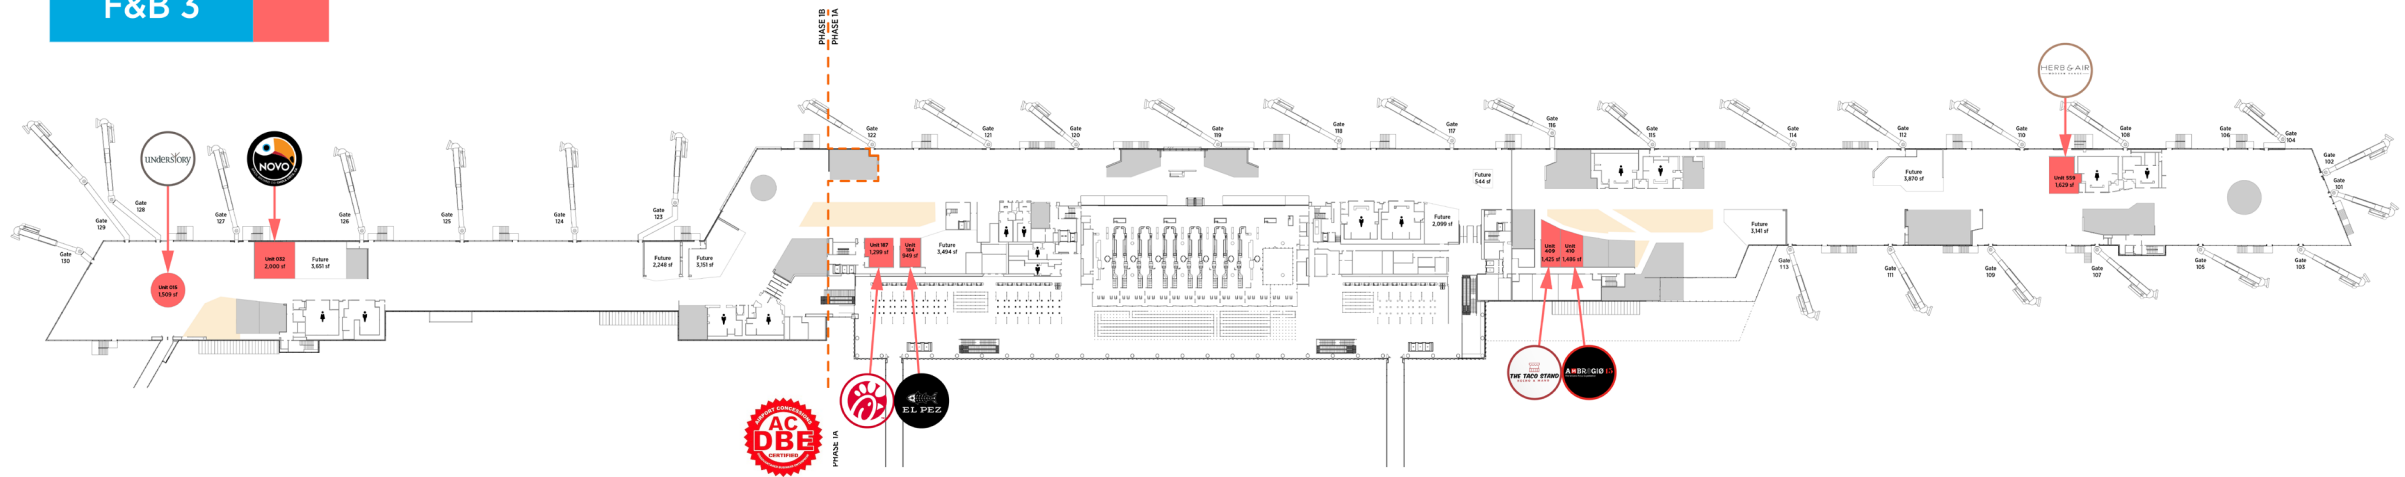 F&B 3
PHASE 1B
PHASE 1A
HERB & AIR
UNDERSTORY
NOVO
Gate 130
Gate 129
Gate 128
Gate 127
Gate 126
Gate 125
Gate 124
Gate 123
Gate 122
Gate 121
Gate 120
Gate 119
Gate 118
Gate 117
Gate 116
Gate 115
Gate 114
Gate 112
Gate 110
Gate 108
Gate 106
Gate 104
Gate 102
Gate 101
Gate 103
Gate 105
Gate 107
Gate 109
Gate 111
Gate 113
Unit 015
1,509 sf
Unit 032
2,000 sf
Future
3,651 sf
Future
2,248 sf
Future
3,151 sf
Unit 187
1,299 sf
Unit
184
949 sf
Future
3,494 sf
Future
2,099 sf
Future
544 sf
Unit
409
1,425 sf
Unit
410
1,486 sf
Future
3,141 sf
Future
3,870 sf
Unit 559
1,629 sf
THE TACO STAND
AMBROGIO 15
EL PEZ
AIRPORT CONCESSIONS
AC
DBE
CERTIFIED
PHASE 1A